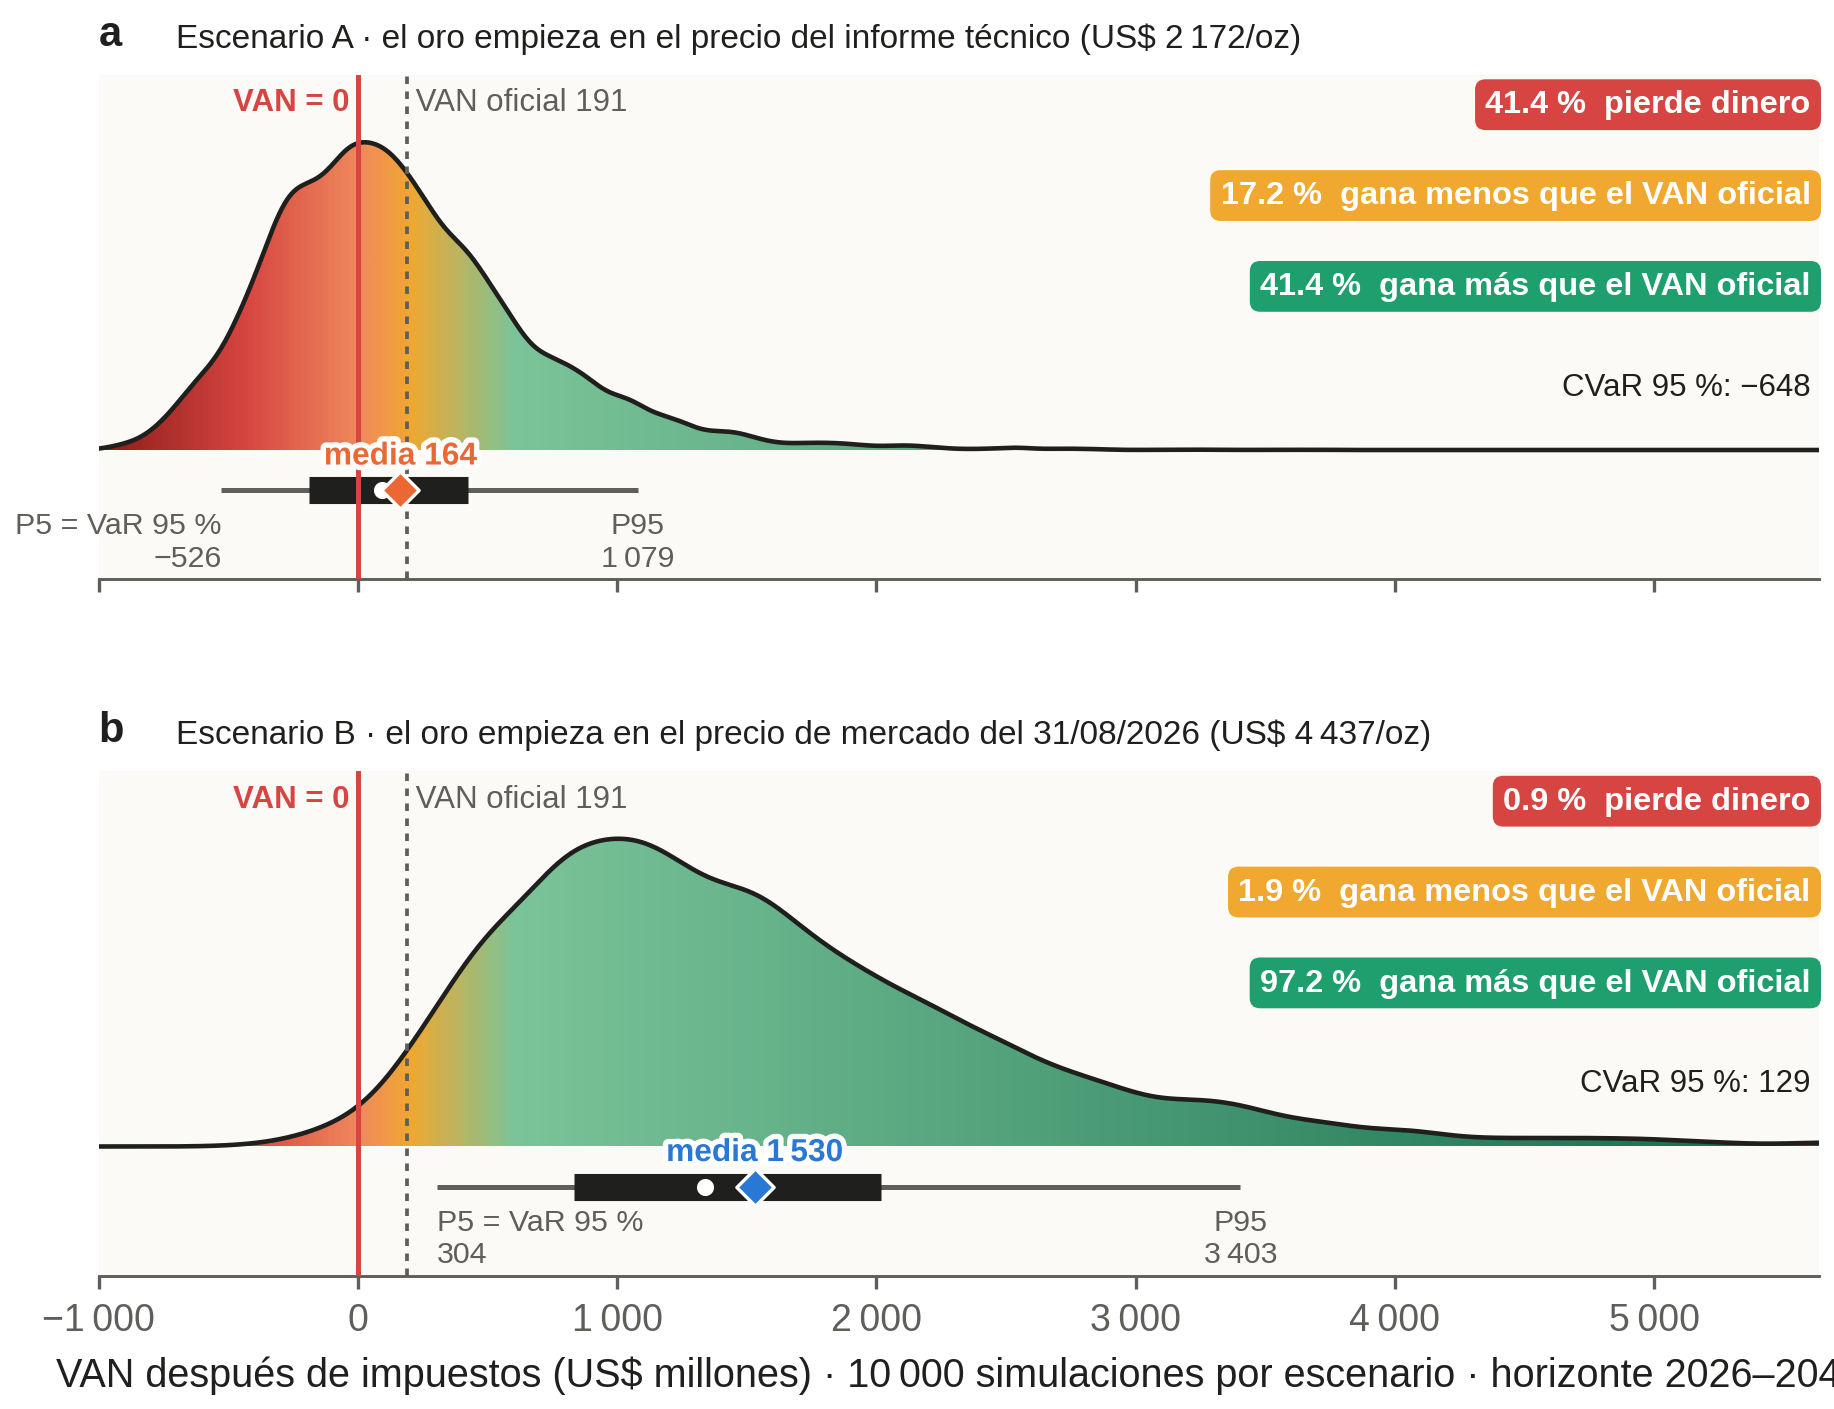 a
Escenario A · el oro empieza en el precio del informe técnico (US$ 2 172/oz)
VAN = 0
VAN oficial 191
41.4 % pierde dinero
17.2 % gana menos que el VAN oficial
41.4 % gana más que el VAN oficial
CVaR 95 %: −648
media 164
P5 = VaR 95 %
−526
P95
1 079
b
Escenario B · el oro empieza en el precio de mercado del 31/08/2026 (US$ 4 437/oz)
VAN = 0
VAN oficial 191
0.9 % pierde dinero
1.9 % gana menos que el VAN oficial
97.2 % gana más que el VAN oficial
CVaR 95 %: 129
media 1 530
P5 = VaR 95 %
304
P95
3 403
−1 000 0 1 000 2 000 3 000 4 000 5 000
VAN después de impuestos (US$ millones) · 10 000 simulaciones por escenario · horizonte 2026–204